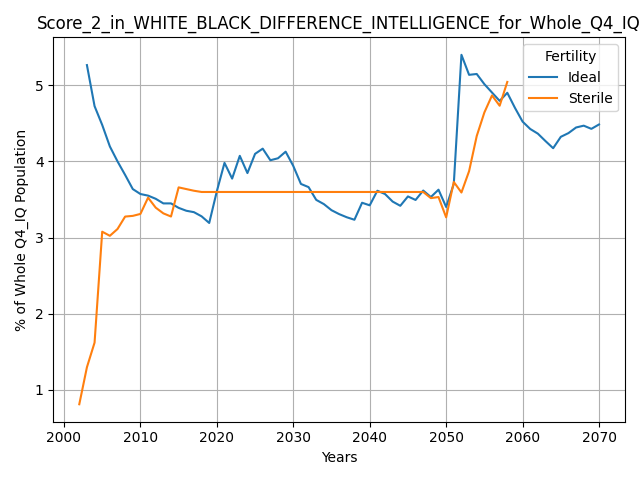 Score_2_in_WHITE_BLACK_DIFFERENCE_INTELLIGENCE_for_Whole_Q4_IQ
Fertility
Ideal
Sterile
% of Whole Q4_IQ Population
5
4
3
2
1
2000 2010 2020 2030 2040 2050 2060 2070
Years